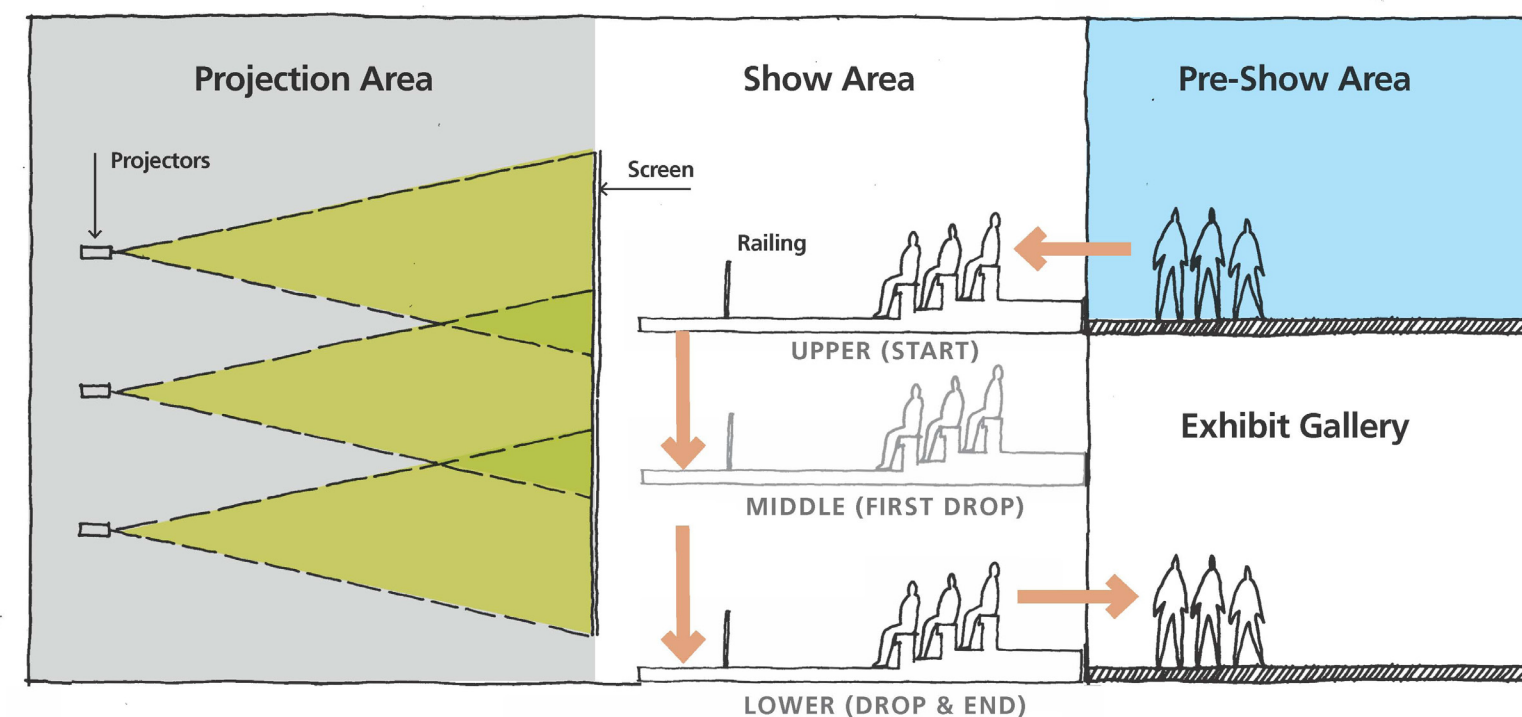 Projection Area
Show Area
Pre-Show Area
Projectors
Screen
Railing
UPPER (START)
Exhibit Gallery
MIDDLE (FIRST DROP)
LOWER (DROP & END)